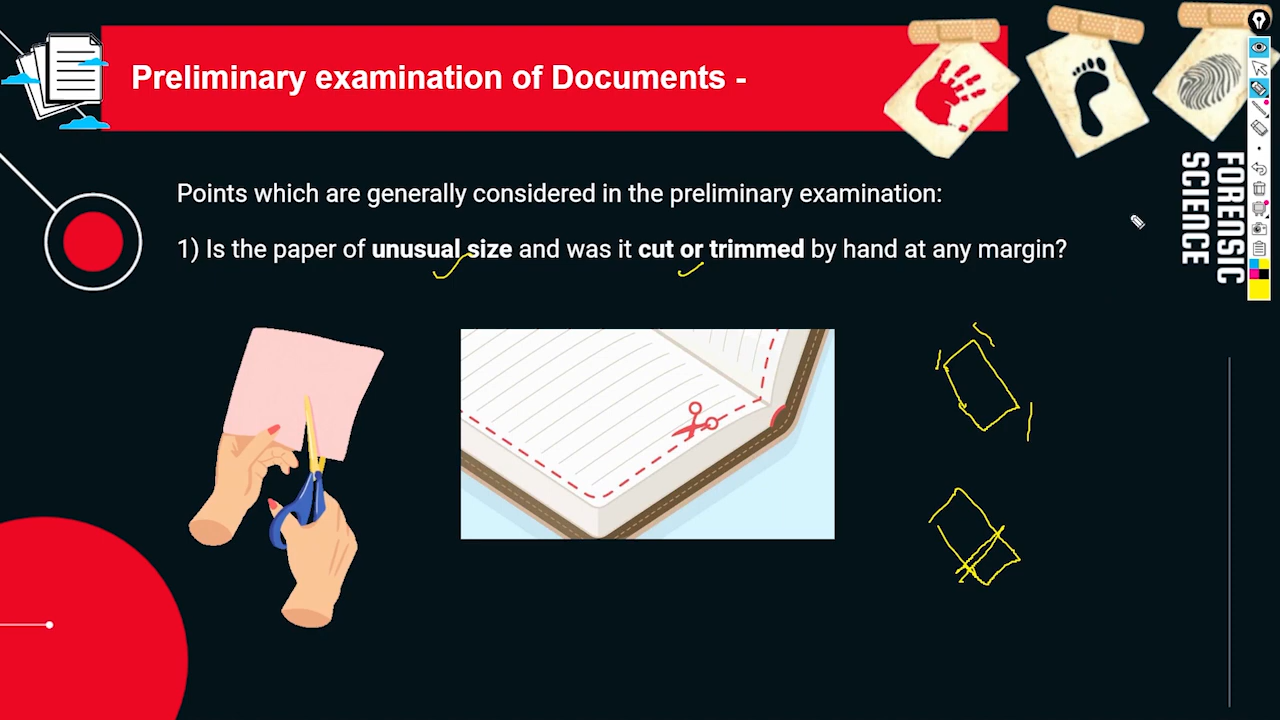 Preliminary examination of Documents -
Points which are generally considered in the preliminary examination:
1) Is the paper of unusual size and was it cut or trimmed by hand at any margin?
FORENSIC
SCIENCE